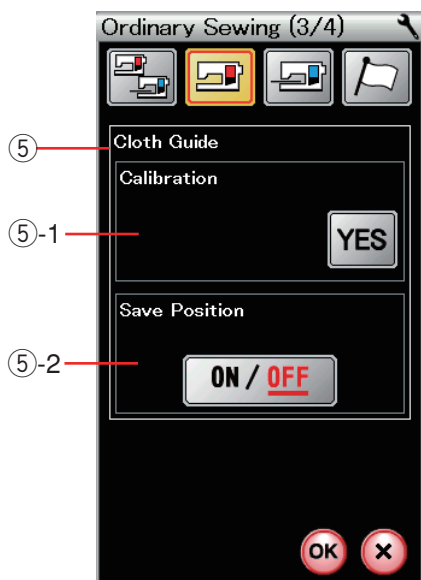 Ordinary Sewing (3/4)
⑤ Cloth Guide
Calibration
⑤-1
YES
Save Position
⑤-2
ON / OFF
OK ×